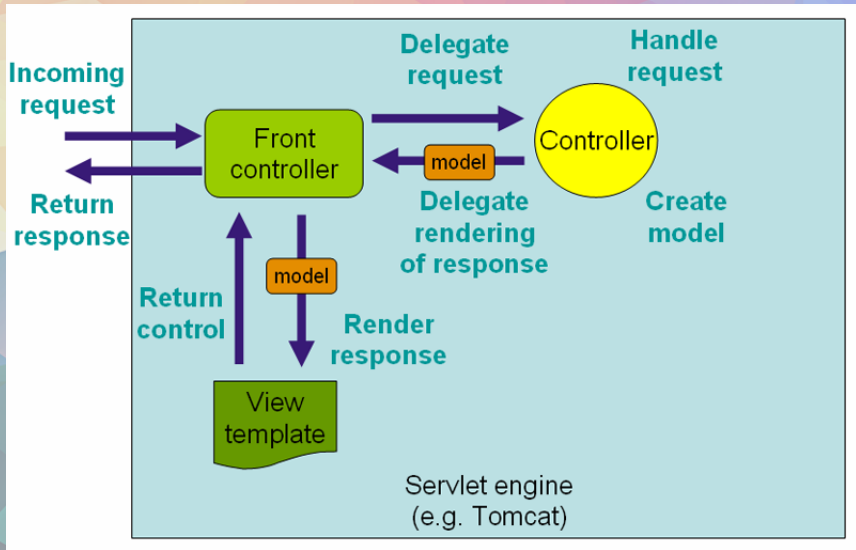 Incoming
request
Delegate
request
Handle
request
Front
controller
model
Controller
Return
response
Delegate
rendering
of response
Create
model
model
Return
control
Render
response
View
template
Servlet engine
(e.g. Tomcat)